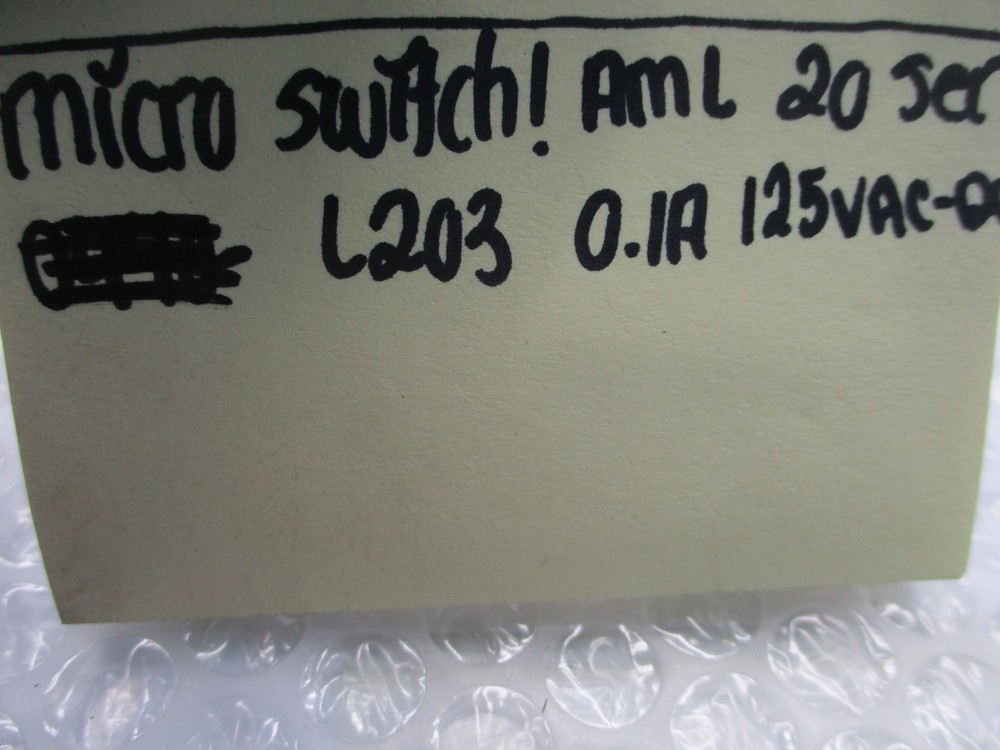 micro switch! AML 20 Ser
L203 0.1A 125VAC-